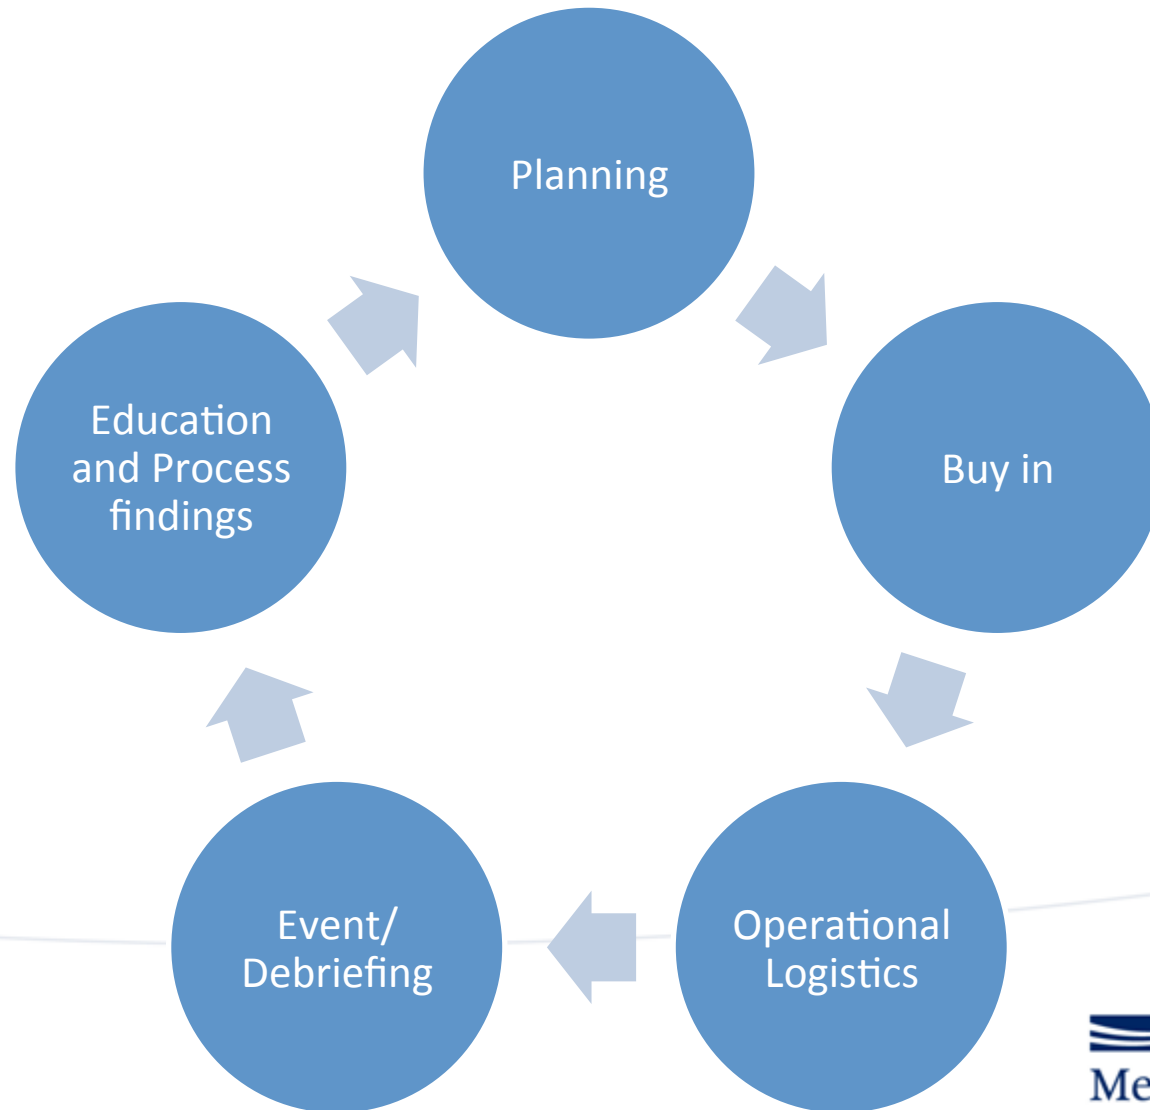 Planning
Buy in
Operational
Logistics
Event/
Debriefing
Education
and Process
findings
Me